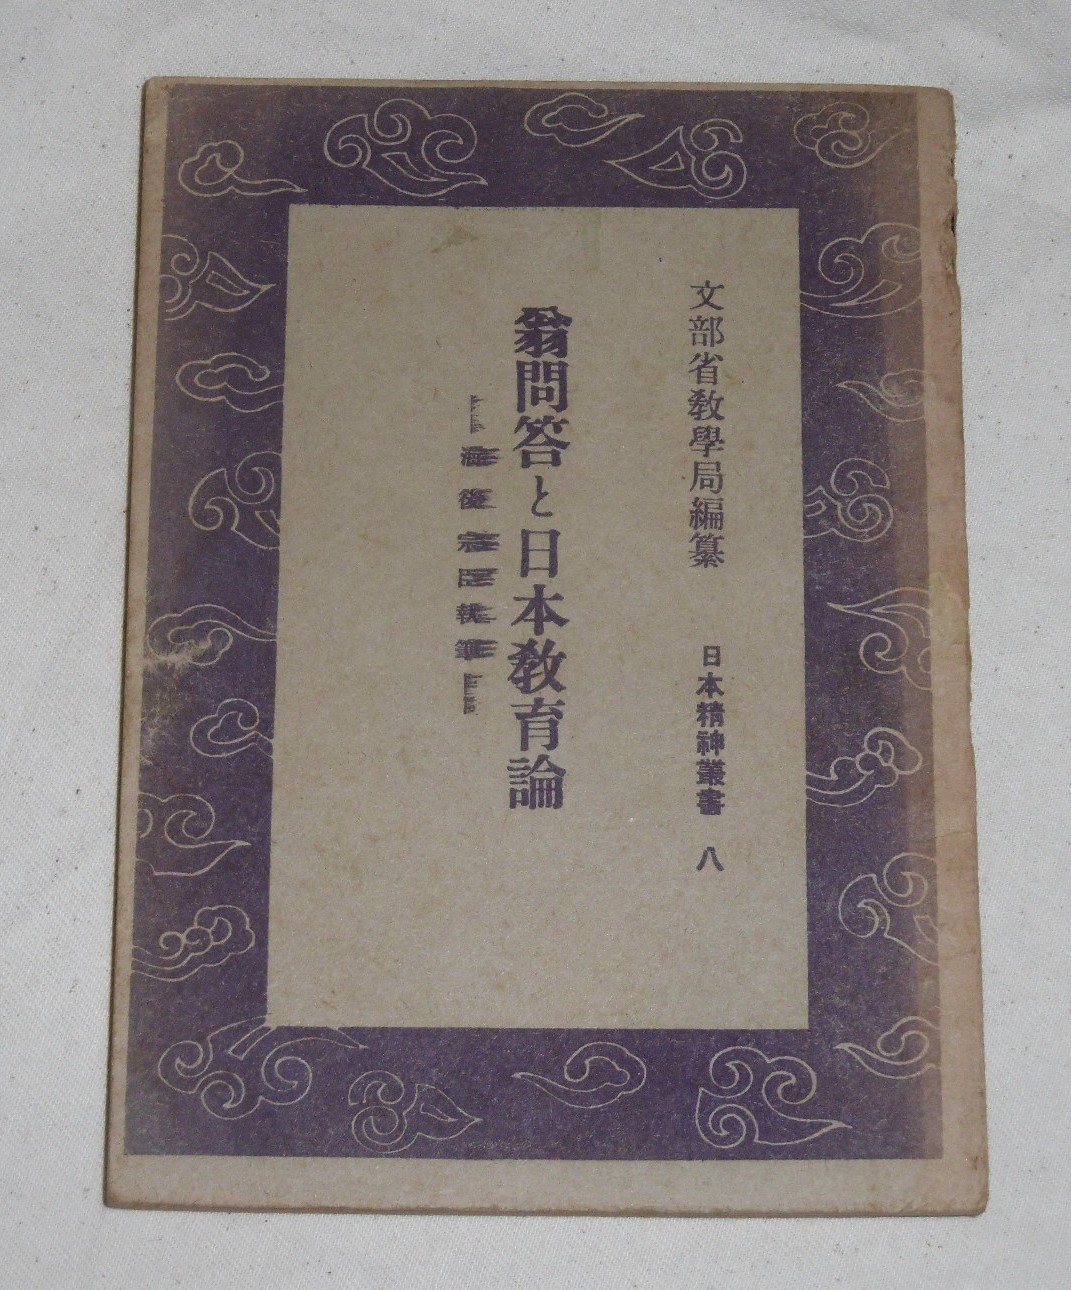 文部省教學局編纂
日本精神叢書 八
翁問答と日本教育論
海後宗臣執筆